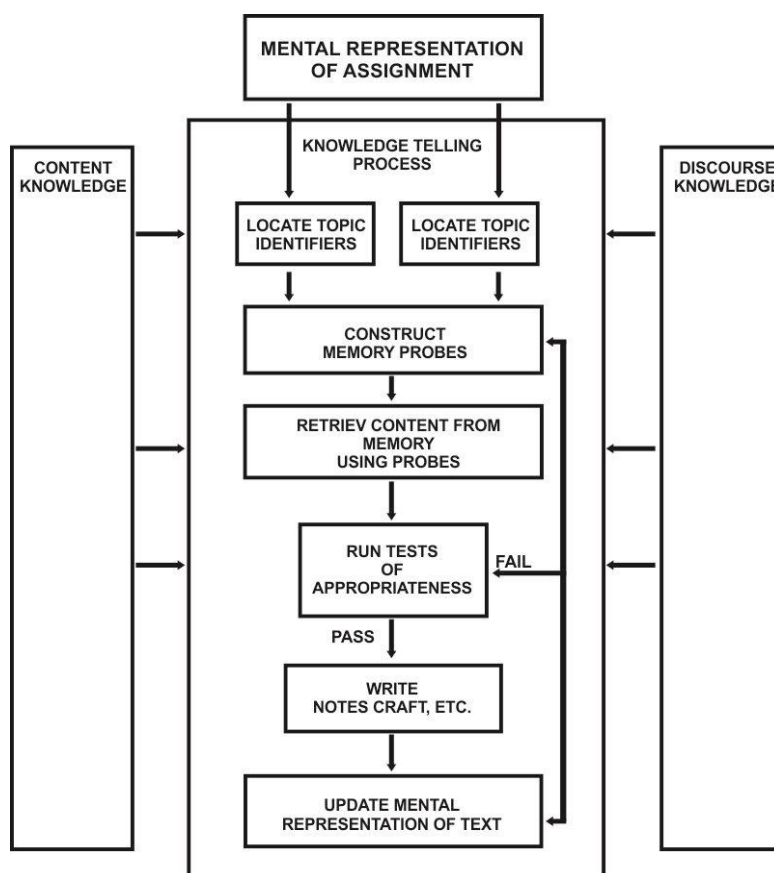 MENTAL REPRESENTATION
OF ASSIGNMENT
KNOWLEDGE TELLING
PROCESS
CONTENT
KNOWLEDGE
DISCOURSE
KNOWLEDGE
LOCATE TOPIC
IDENTIFIERS
LOCATE TOPIC
IDENTIFIERS
CONSTRUCT
MEMORY PROBES
RETRIEV CONTENT FROM
MEMORY
USING PROBES
RUN TESTS
OF
APPROPRIATENESS
FAIL
PASS
WRITE
NOTES CRAFT, ETC.
UPDATE MENTAL
REPRESENTATION OF TEXT